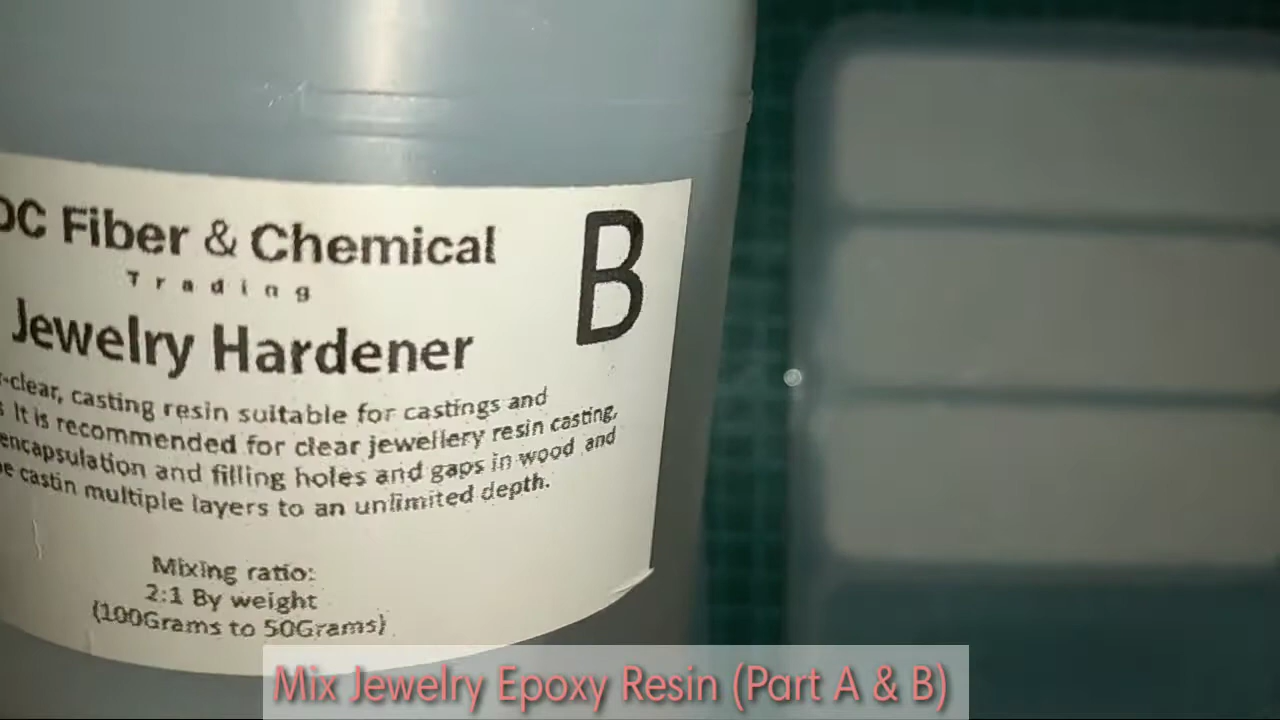 DC Fiber & Chemical
Trading
B
Jewelry Hardener
-clear, casting resin suitable for castings and
It is recommended for clear jewellery resin casting,
encapsulation and filling holes and gaps in wood and
castin multiple layers to an unlimited depth.
Mixing ratio:
2:1 By weight
(100Grams to 50Grams)
Mix Jewelry Epoxy Resin (Part A & B)